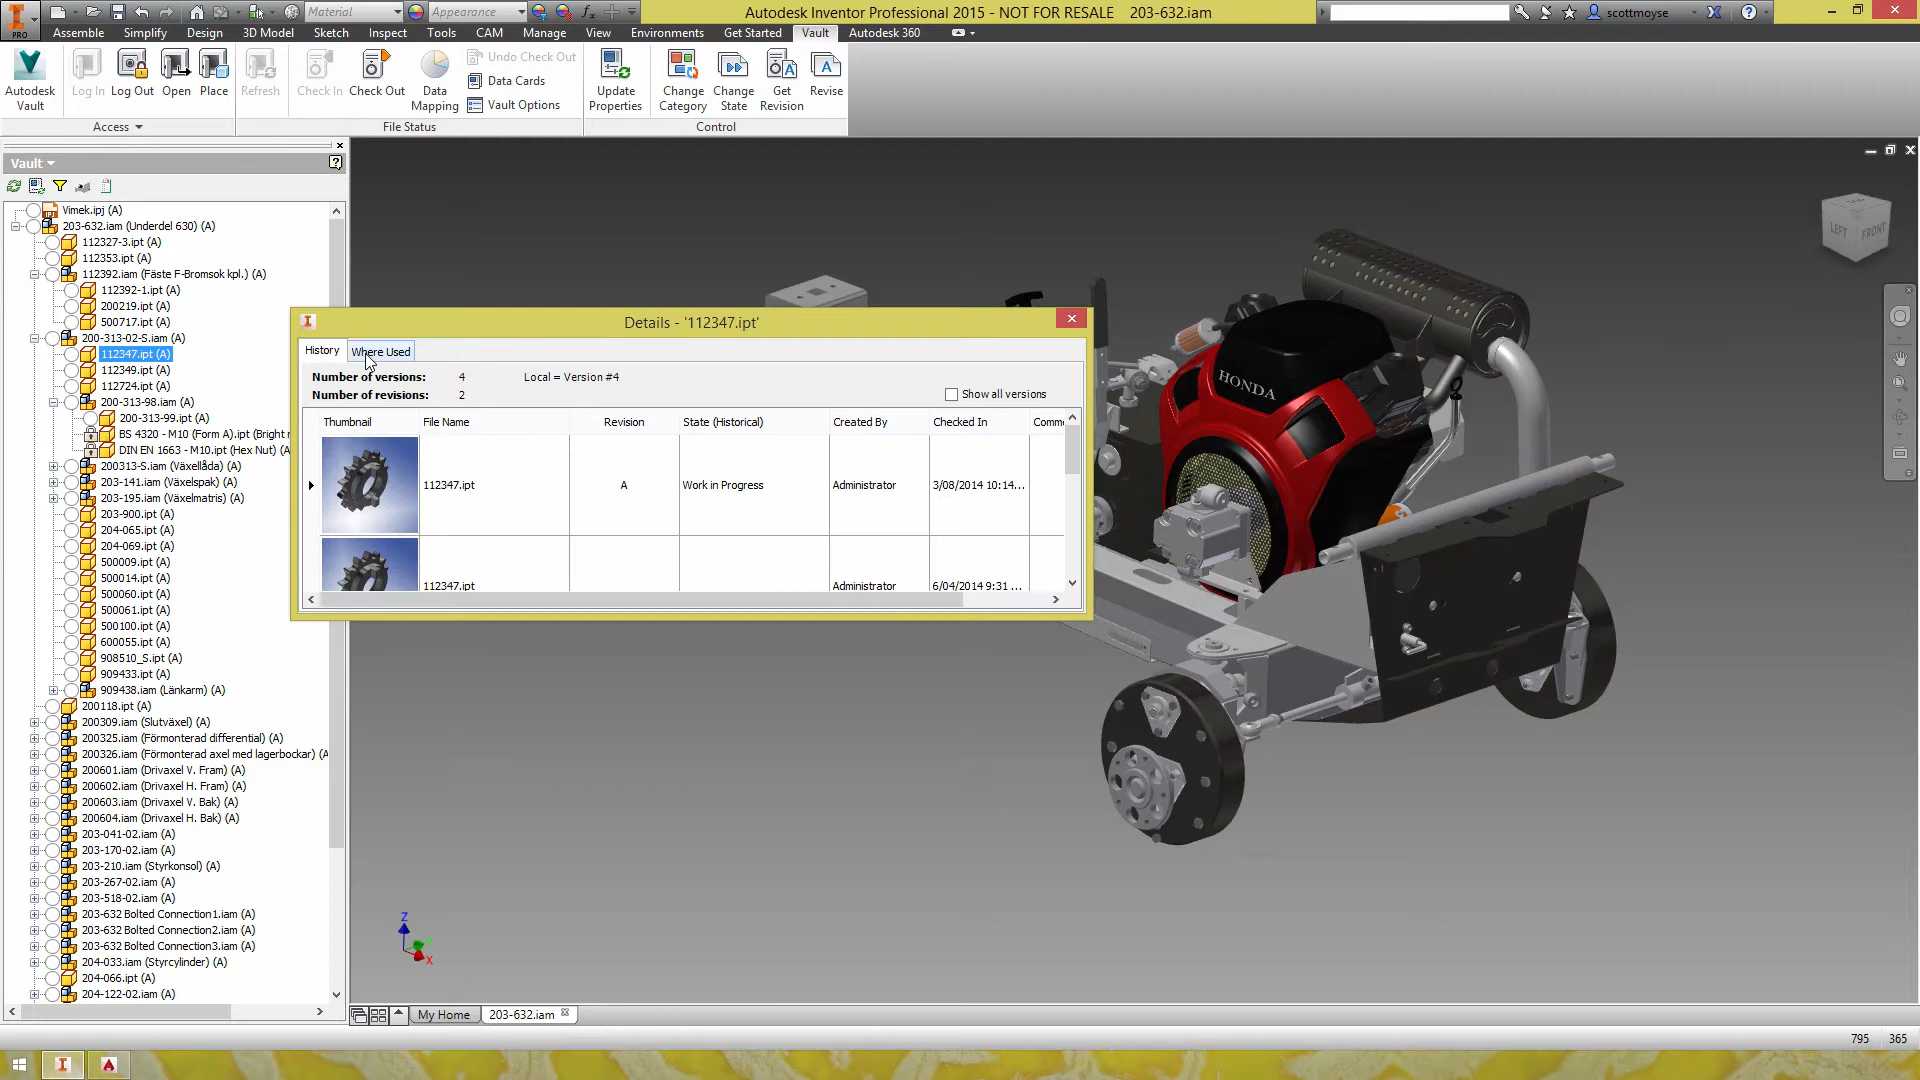 Material
Appearance
Autodesk Inventor Professional 2015 - NOT FOR RESALE 203-632.iam
scottmoyse
PRO
Assemble Simplify Design 3D Model Sketch Inspect Tools CAM Manage View Environments Get Started Vault Autodesk 360
Autodesk Vault
Log In
Log Out
Open
Place
Refresh
Check In
Check Out
Data Mapping
Undo Check Out
Data Cards
Vault Options
Update Properties
Change Category
Change State
Get Revision
Revise
Access
File Status
Control
Vault
Vimek.ipj (A)
203-632.iam (Underdel 630) (A)
112327-3.ipt (A)
112353.ipt (A)
112392.iam (Fäste F-Bromsok kpl.) (A)
112392-1.ipt (A)
200219.ipt (A)
500717.ipt (A)
200-313-02-S.iam (A)
112347.ipt (A)
112349.ipt (A)
112724.ipt (A)
200-313-98.iam (A)
200-313-99.ipt (A)
BS 4320 - M10 (Form A).ipt (Bright
DIN EN 1663 - M10.ipt (Hex Nut) (A
200313-S.iam (Växellåda) (A)
203-141.iam (Växelspak) (A)
203-195.iam (Växelmatris) (A)
203-900.ipt (A)
204-065.ipt (A)
204-069.ipt (A)
500009.ipt (A)
500014.ipt (A)
500060.ipt (A)
500061.ipt (A)
500100.ipt (A)
600055.ipt (A)
908510_S.ipt (A)
909433.ipt (A)
909438.iam (Länkarm) (A)
200118.ipt (A)
200309.iam (Slutväxel) (A)
200325.iam (Förmonterad differential) (A)
200326.iam (Förmonterad axel med lagerbockar) (A
200601.iam (Drivaxel V. Fram) (A)
200602.iam (Drivaxel H. Fram) (A)
200603.iam (Drivaxel V. Bak) (A)
200604.iam (Drivaxel H. Bak) (A)
203-041-02.iam (A)
203-170-02.iam (A)
203-210.iam (Styrkonsol) (A)
203-267-02.iam (A)
203-518-02.iam (A)
203-632 Bolted Connection1.iam (A)
203-632 Bolted Connection2.iam (A)
203-632 Bolted Connection3.iam (A)
204-033.iam (Styrcylinder) (A)
204-066.ipt (A)
204-122-02.iam (A)
Details - '112347.ipt'
History Where Used
Number of versions: 4 Local = Version #4
Number of revisions: 2
Show all versions
Thumbnail File Name Revision State (Historical) Created By Checked In Comme
112347.ipt A Work in Progress Administrator 3/08/2014 10:14...
112347.ipt Administrator 6/04/2014 9:31 ...
HONDA
LEFT FRONT
Z
X
My Home 203-632.iam
795 365